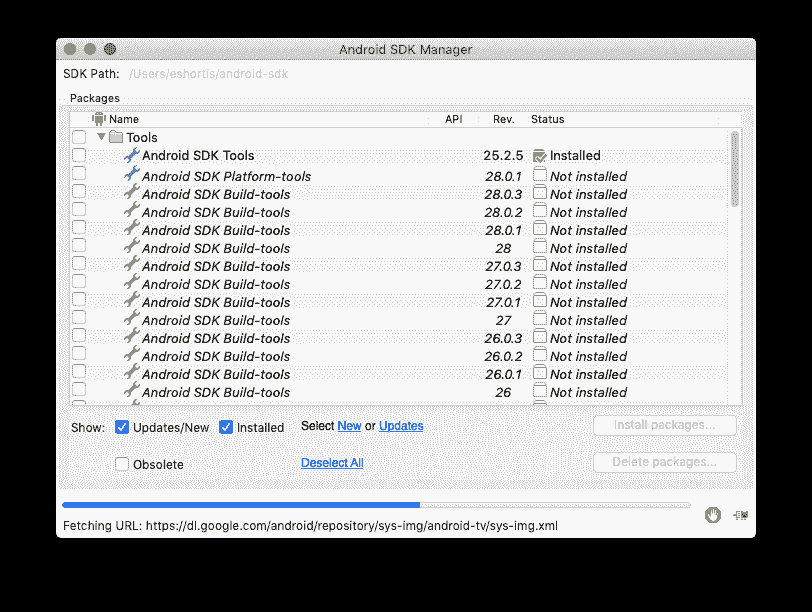 Android SDK Manager
SDK Path: /Users/eshortis/android-sdk
Packages
Name API Rev. Status
Tools
Android SDK Tools 25.2.5 Installed
Android SDK Platform-tools 28.0.1 Not installed
Android SDK Build-tools 28.0.3 Not installed
Android SDK Build-tools 28.0.2 Not installed
Android SDK Build-tools 28.0.1 Not installed
Android SDK Build-tools 28 Not installed
Android SDK Build-tools 27.0.3 Not installed
Android SDK Build-tools 27.0.2 Not installed
Android SDK Build-tools 27.0.1 Not installed
Android SDK Build-tools 27 Not installed
Android SDK Build-tools 26.0.3 Not installed
Android SDK Build-tools 26.0.2 Not installed
Android SDK Build-tools 26.0.1 Not installed
Android SDK Build-tools 26 Not installed
Show: Updates/New Installed Select New or Updates Install packages...
Obsolete Deselect All Delete packages...
Fetching URL: https://dl.google.com/android/repository/sys-img/android-tv/sys-img.xml